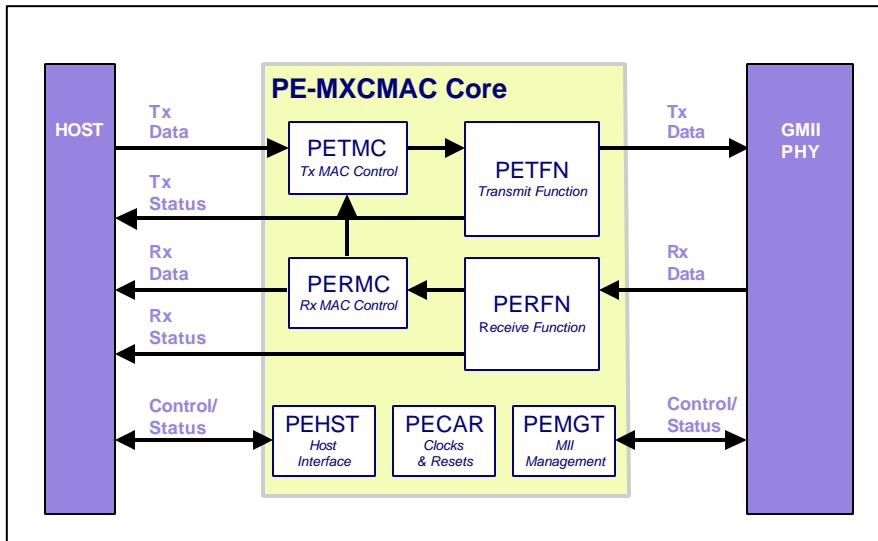 PE-MXCMAC Core
HOST
Tx
Data
PETMC
Tx MAC Control
PETFN
Transmit Function
Tx
Data
GMII
PHY
Tx
Status
Rx
Data
PERMC
Rx MAC Control
PERFN
Receive Function
Rx
Data
Rx
Status
Control/
Status
PEHST
Host
Interface
PECAR
Clocks
& Resets
PEMGT
MII
Management
Control/
Status